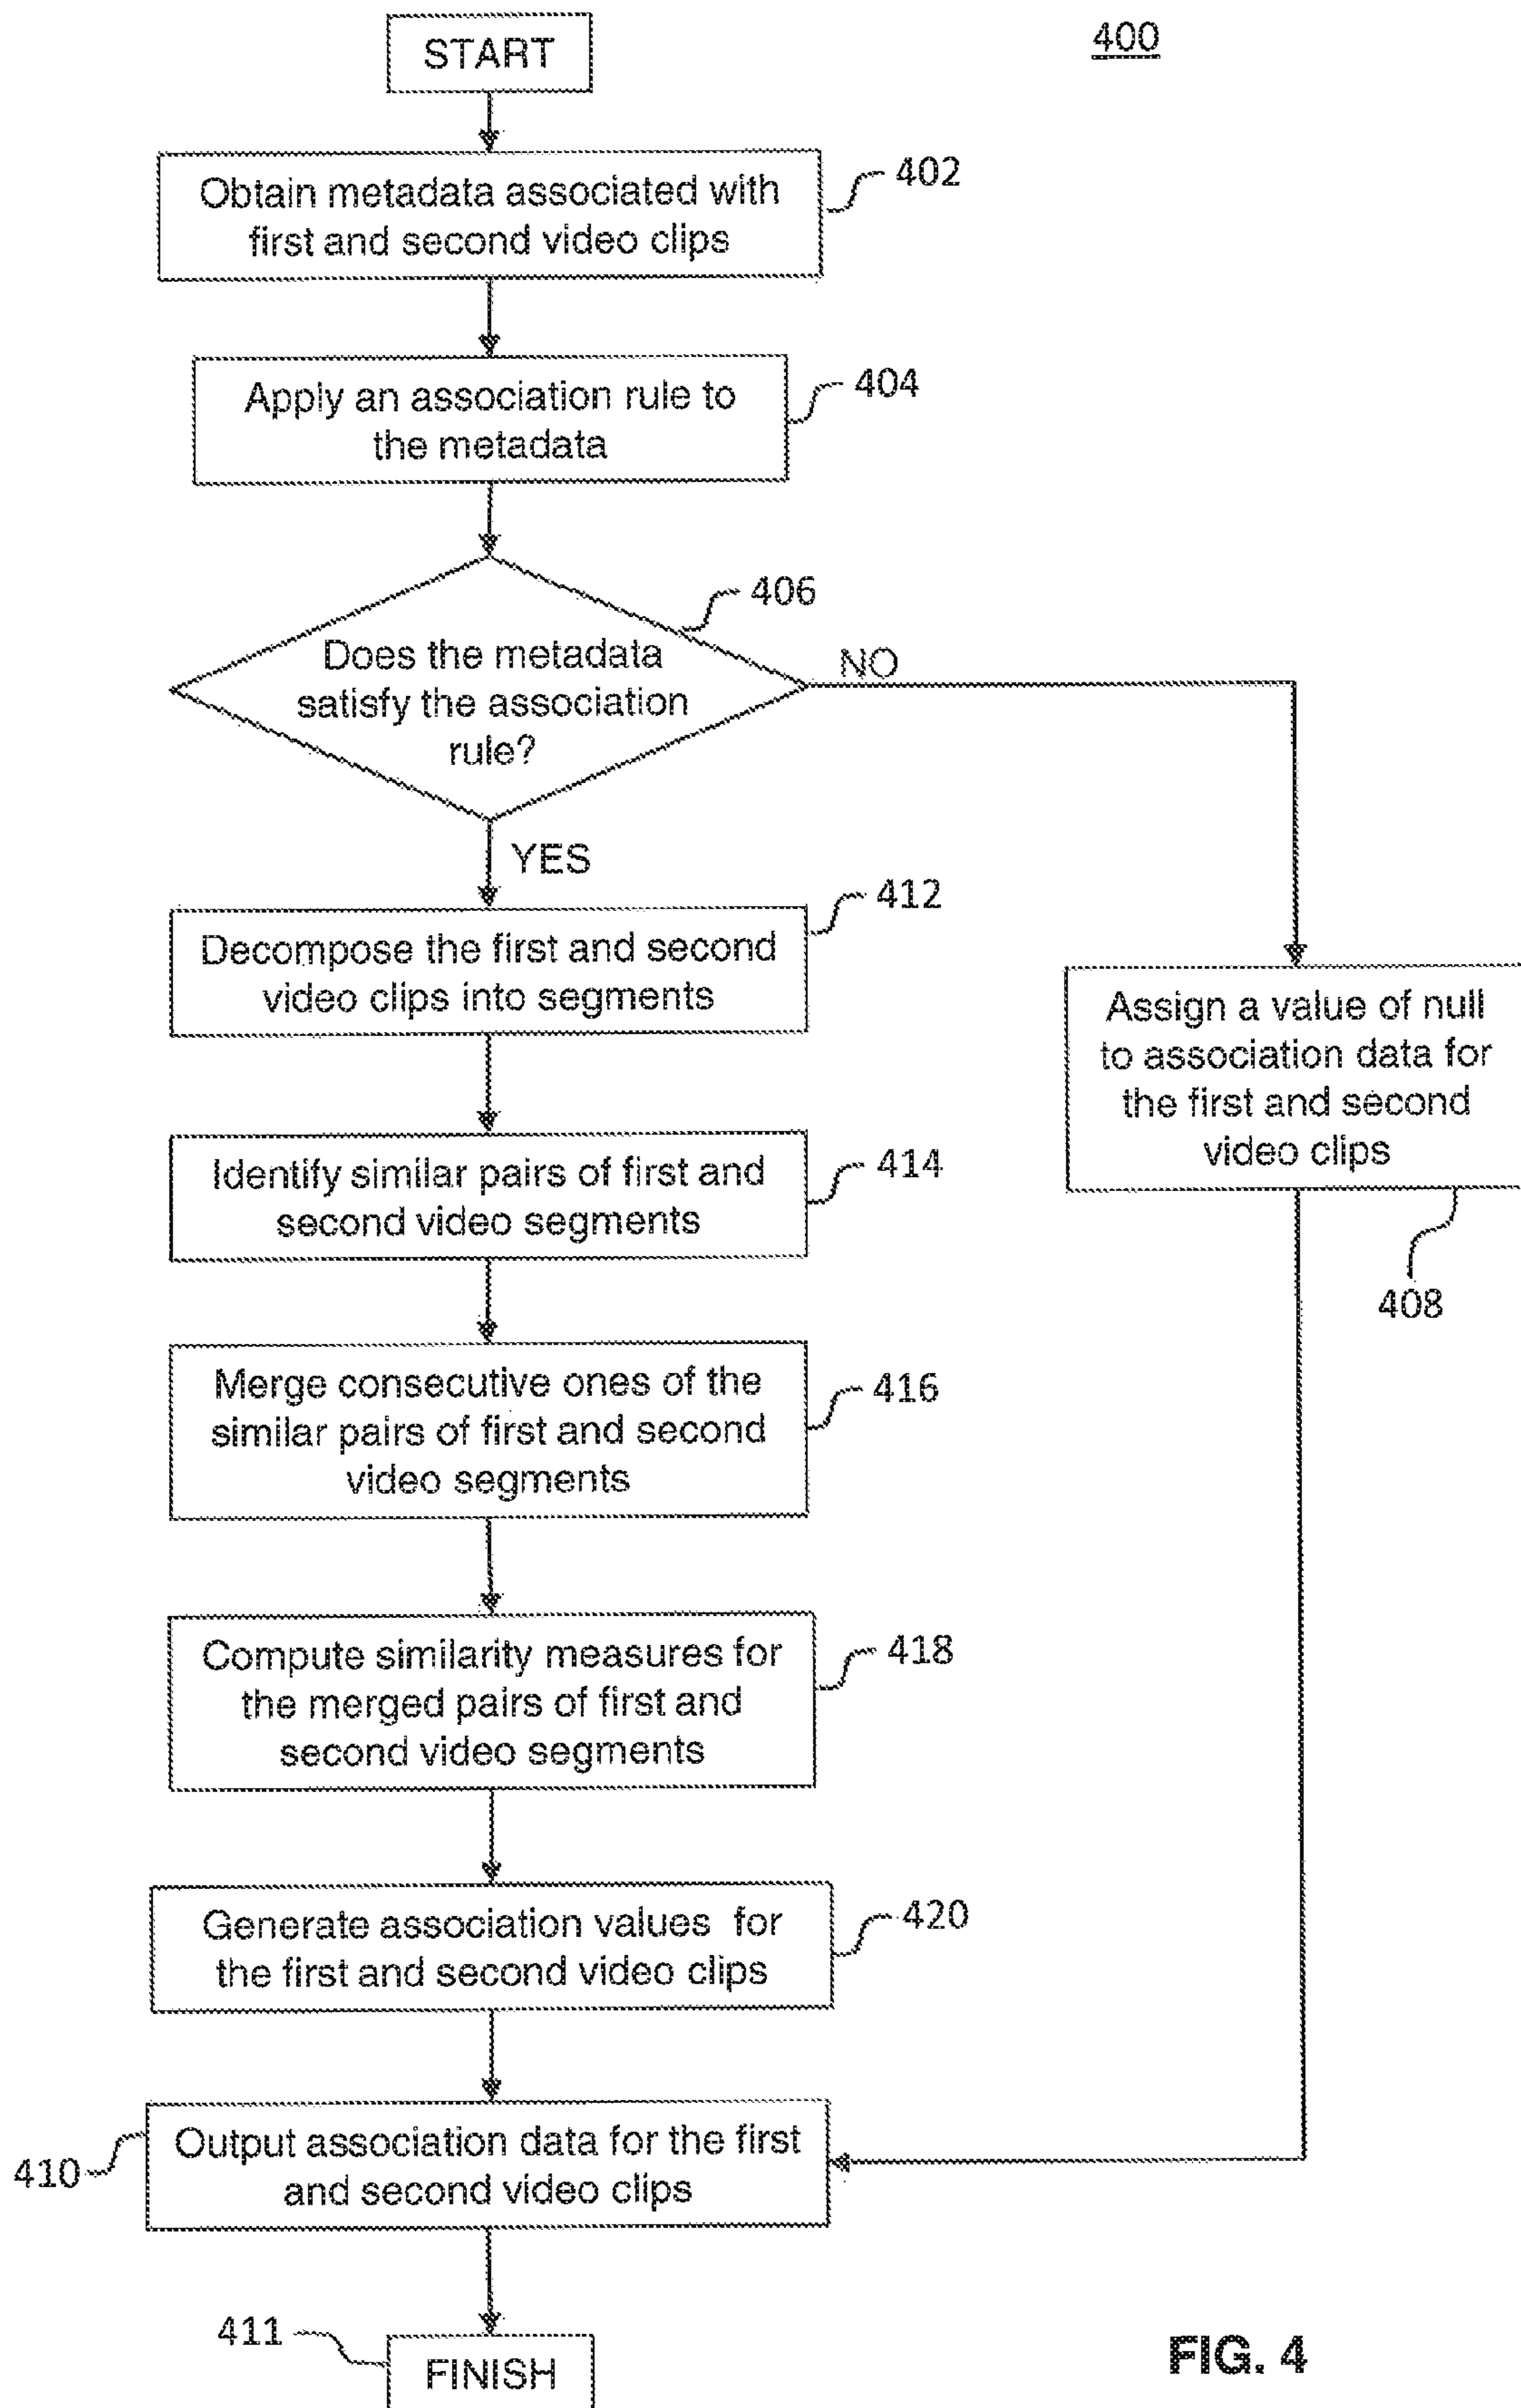 START
400
Obtain metadata associated with
first and second video clips
402
Apply an association rule to
the metadata
404
406
Does the metadata
satisfy the association
rule?
NO
YES
412
Decompose the first and second
video clips into segments
Assign a value of null
to association data for
the first and second
video clips
408
Identify similar pairs of first and
second video segments
414
Merge consecutive ones of the
similar pairs of first and second
video segments
416
Compute similarity measures for
the merged pairs of first and
second video segments
418
Generate association values for
the first and second video clips
420
Output association data for the first
and second video clips
410
411
FINISH
FIG. 4